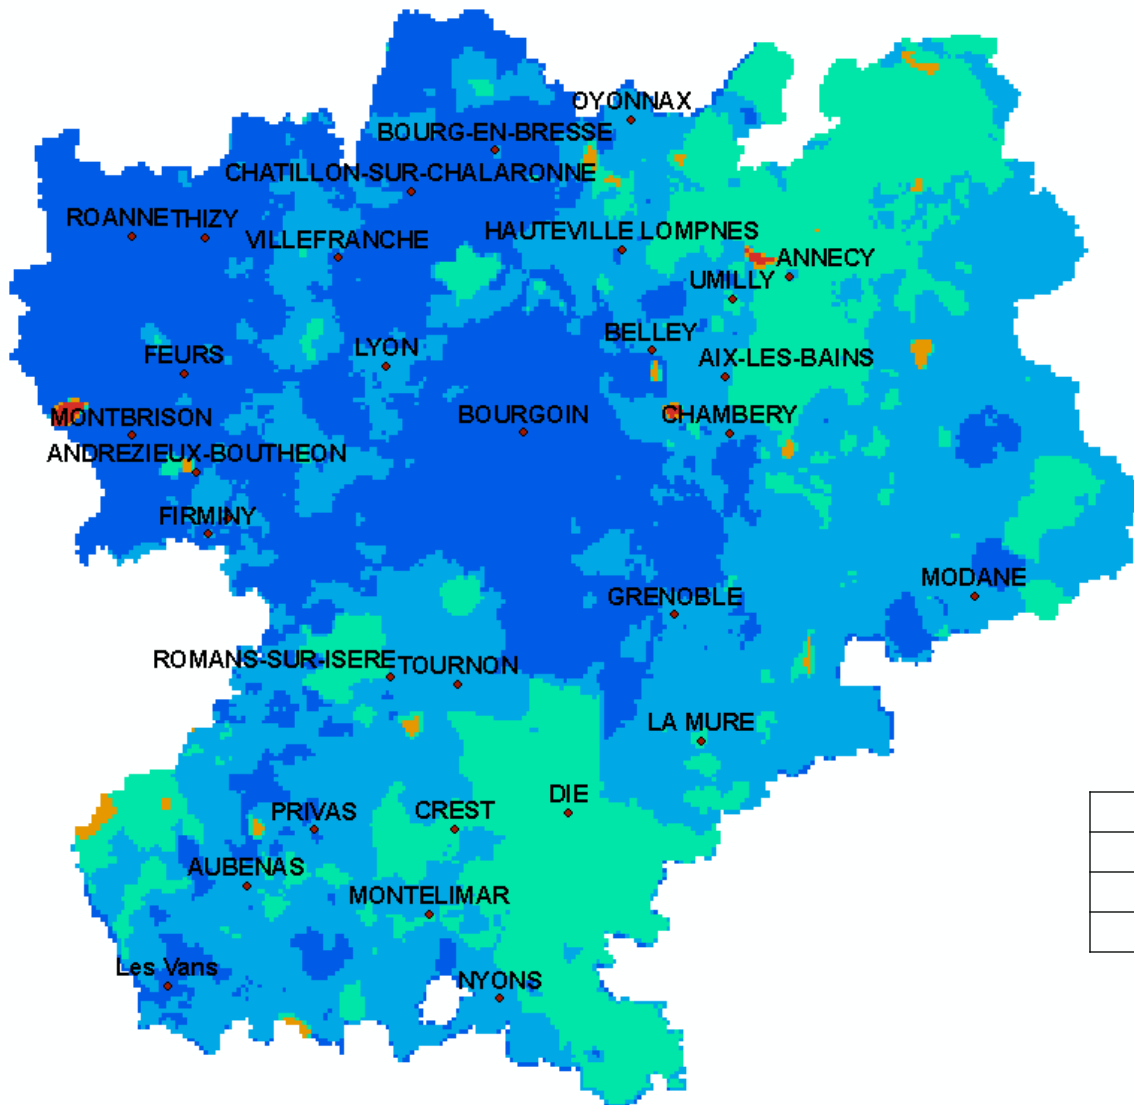 OYONNAX
BOURG-EN-BRESSE
CHATILLON-SUR-CHALARONNE
ROANNE
THIZY
VILLEFRANCHE
HAUTEVILLE LOMPNES
ANNECY
UMILLY
BELLEY
LYON
FEURS
AIX-LES-BAINS
MONTBRISON
BOURGOIN
CHAMBERY
ANDREZIEUX-BOUTHEON
FIRMINY
MODANE
GRENOBLE
ROMANS-SUR-ISERE
TOURNON
LA MURE
DIE
PRIVAS
CREST
AUBENAS
MONTELIMAR
Les Vans
NYONS